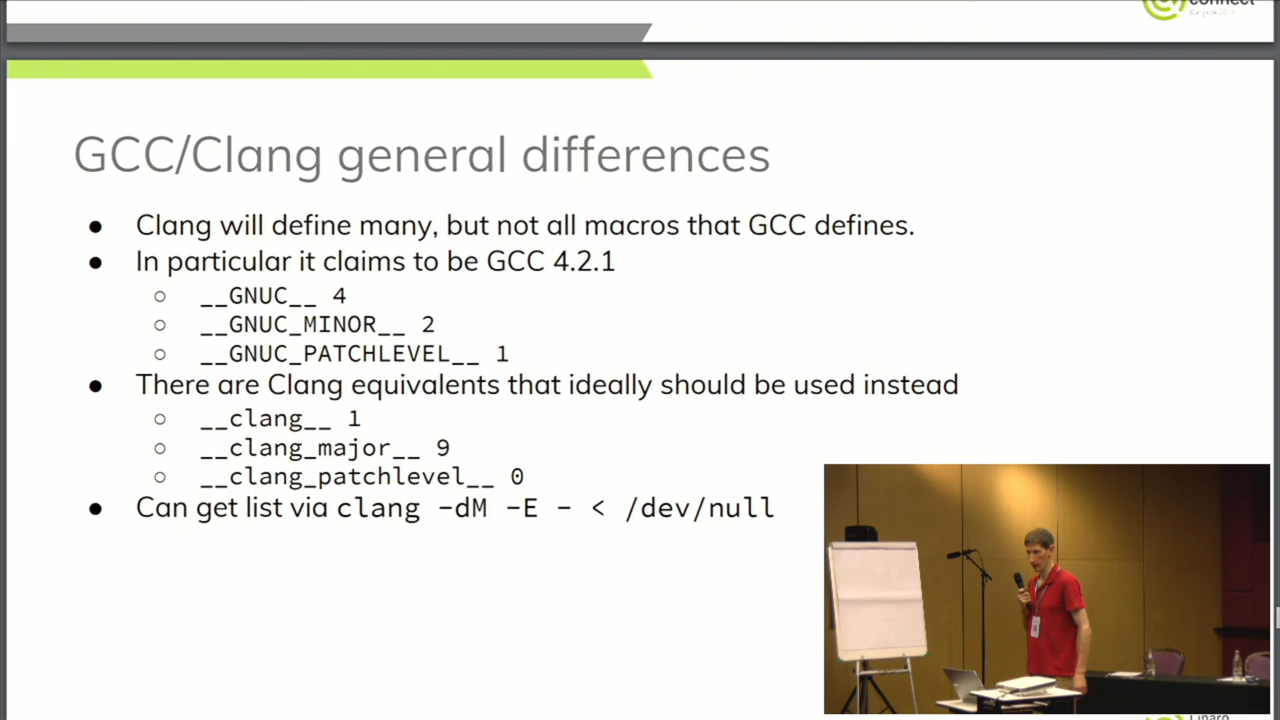 connect
GCC/Clang general differences
● Clang will define many, but not all macros that GCC defines.
● In particular it claims to be GCC 4.2.1
○ __GNUC__ 4
○ __GNUC_MINOR__ 2
○ __GNUC_PATCHLEVEL__ 1
● There are Clang equivalents that ideally should be used instead
○ __clang__ 1
○ __clang_major__ 9
○ __clang_patchlevel__ 0
● Can get list via clang -dM -E - < /dev/null
Linaro